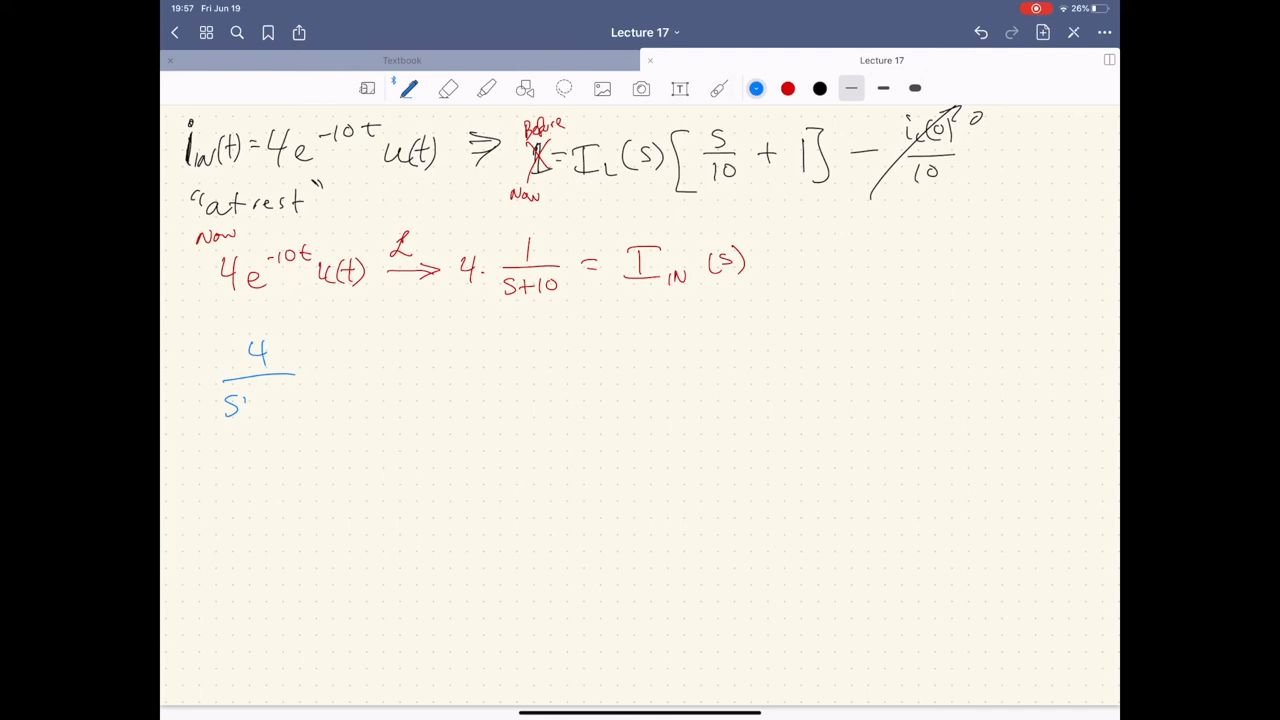 19:57 Fri Jun 19 26%
Lecture 17
Textbook
Lecture 17
i_IN(t) = 4e^{-10t} u(t) ⇒ 1 = I_L(s)[s/10 + 1] - i_L(0)/10 0
Before
Now
"at rest"
Now
4e^{-10t} u(t) ℒ→ 4 · 1/(s+10) = I_IN (s)
4/s